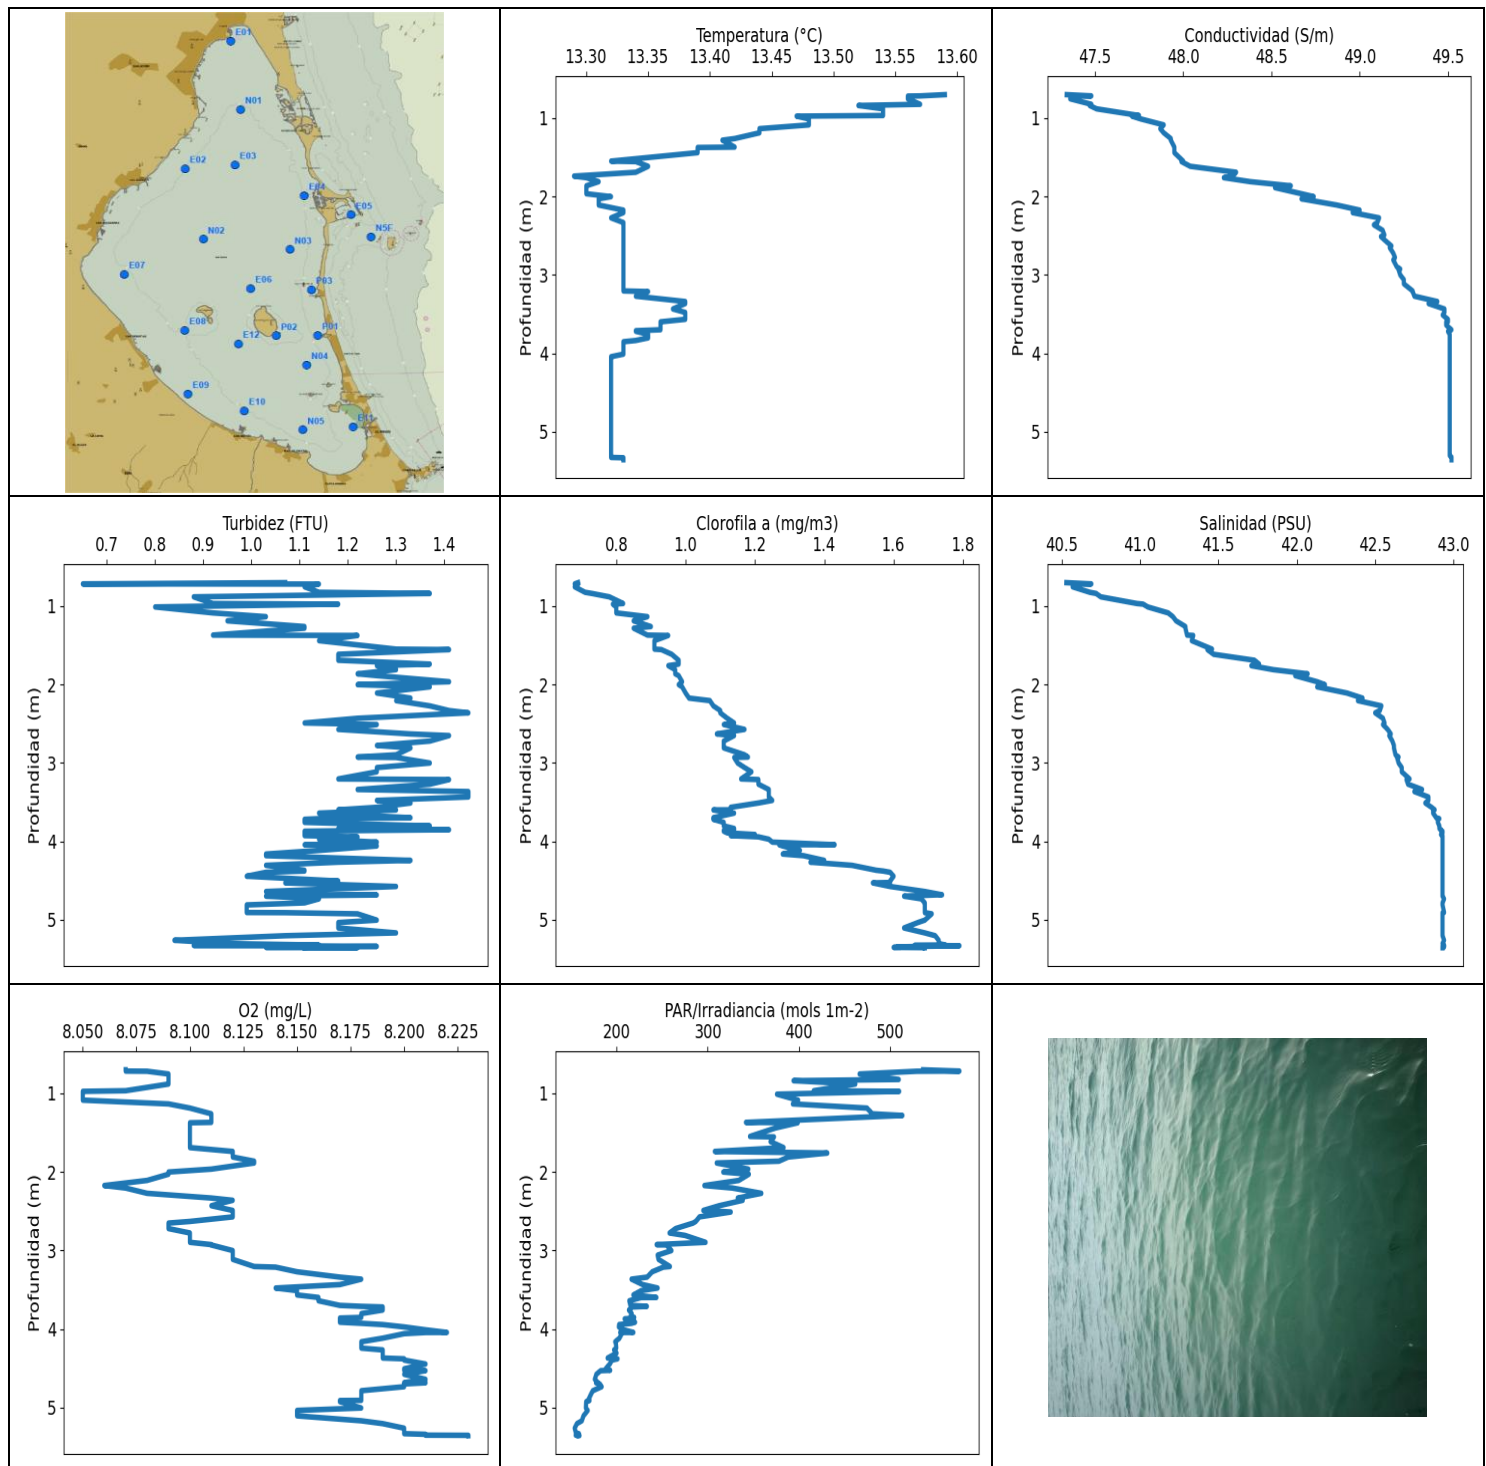 E01
N01
E02
E03
E04
E05
N5F
N02
N03
E07
E06
P03
E08
P02
P01
E12
N04
E09
E10
N05
E11
Temperatura (°C)
13.30 13.35 13.40 13.45 13.50 13.55 13.60
Profundidad (m)
1
2
3
4
5
Conductividad (S/m)
47.5 48.0 48.5 49.0 49.5
Profundidad (m)
1
2
3
4
5
Turbidez (FTU)
0.7 0.8 0.9 1.0 1.1 1.2 1.3 1.4
Profundidad (m)
1
2
3
4
5
Clorofila a (mg/m3)
0.8 1.0 1.2 1.4 1.6 1.8
Profundidad (m)
1
2
3
4
5
Salinidad (PSU)
40.5 41.0 41.5 42.0 42.5 43.0
Profundidad (m)
1
2
3
4
5
O2 (mg/L)
8.050 8.075 8.100 8.125 8.150 8.175 8.200 8.225
Profundidad (m)
1
2
3
4
5
PAR/Irradiancia (mols 1m-2)
200 300 400 500
Profundidad (m)
1
2
3
4
5